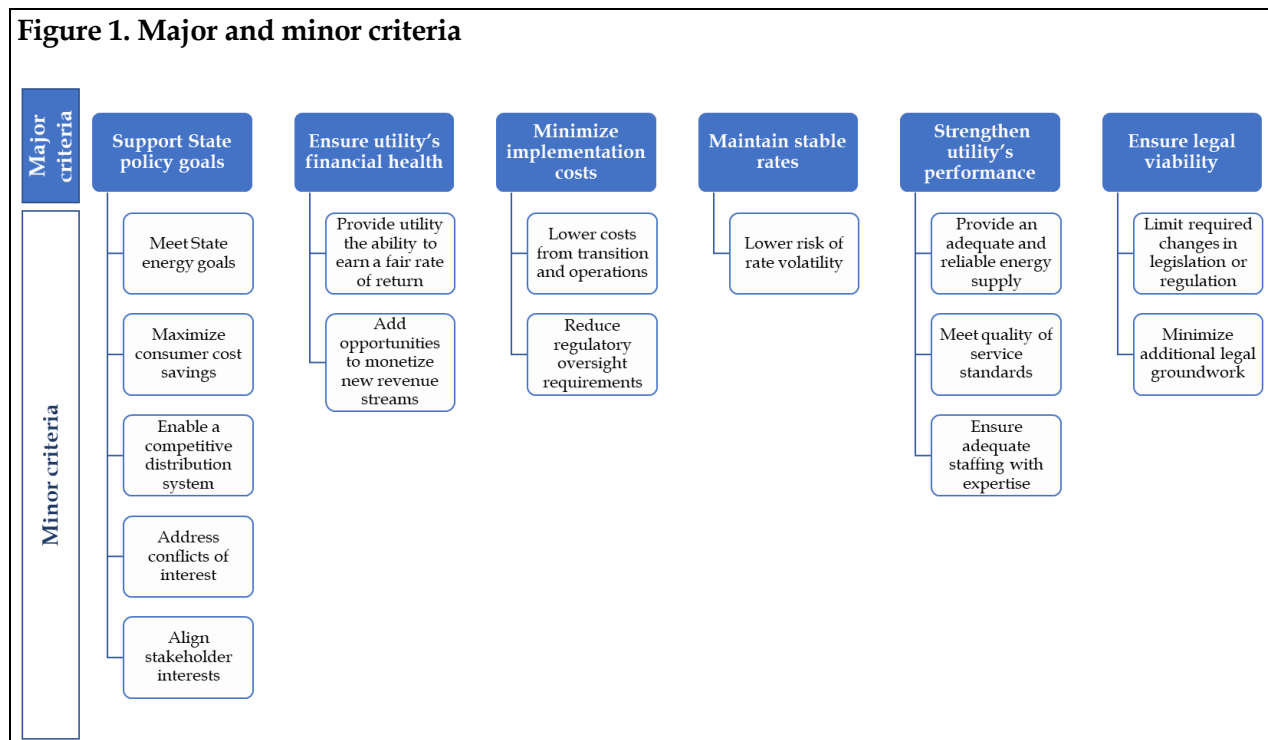 Figure 1. Major and minor criteria
Major
criteria
Support State
policy goals
Ensure utility's
financial health
Minimize
implementation
costs
Maintain stable
rates
Strengthen
utility's
performance
Ensure legal
viability
Minor criteria
Meet State
energy goals
Maximize
consumer cost
savings
Enable a
competitive
distribution
system
Address
conflicts of
interest
Align
stakeholder
interests
Provide utility
the ability to
earn a fair rate
of return
Add
opportunities
to monetize
new revenue
streams
Lower costs
from transition
and operations
Reduce
regulatory
oversight
requirements
Lower risk of
rate volatility
Provide an
adequate and
reliable energy
supply
Meet quality of
service
standards
Ensure
adequate
staffing with
expertise
Limit required
changes in
legislation or
regulation
Minimize
additional legal
groundwork